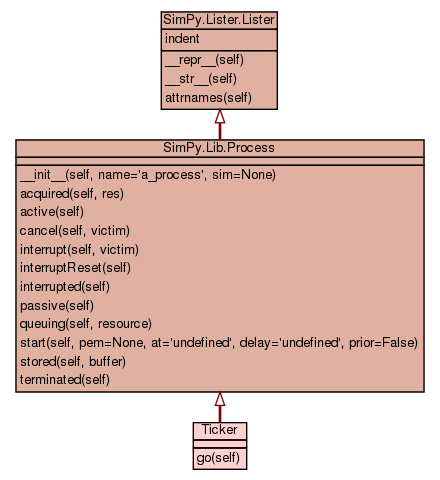 SimPy.Lister.Lister
indent
__repr__(self)
__str__(self)
attrnames(self)
SimPy.Lib.Process
__init__(self, name='a_process', sim=None)
acquired(self, res)
active(self)
cancel(self, victim)
interrupt(self, victim)
interruptReset(self)
interrupted(self)
passive(self)
queuing(self, resource)
start(self, pem=None, at='undefined', delay='undefined', prior=False)
stored(self, buffer)
terminated(self)
Ticker
go(self)